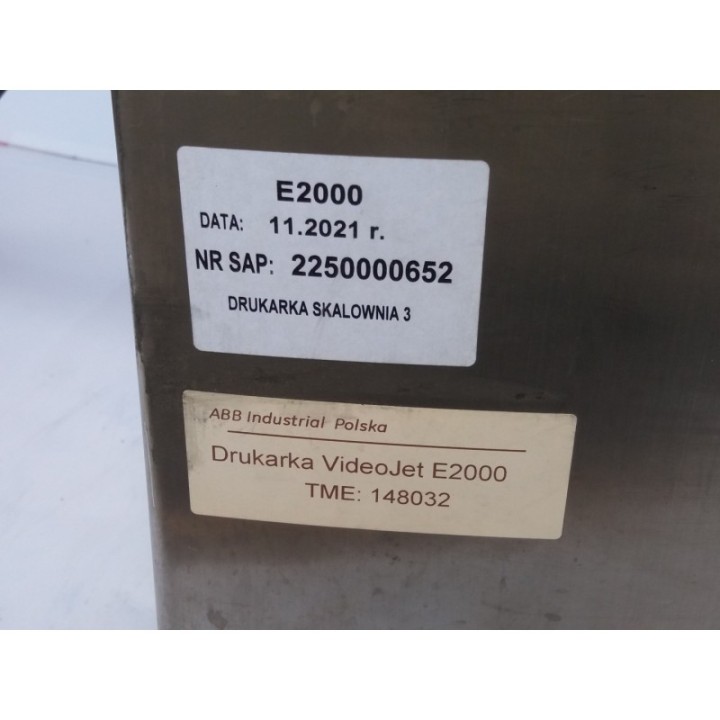 E2000
DATA: 11.2021 r.
NR SAP: 2250000652
DRUKARKA SKALOWNIA 3
ABB Industrial Polska
Drukarka VideoJet E2000
TME: 148032